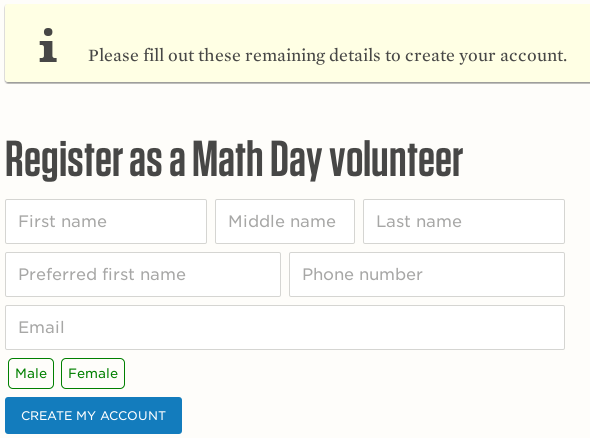 Please fill out these remaining details to create your account.
Register as a Math Day volunteer
First name Middle name Last name
Preferred first name Phone number
Email
Male Female
CREATE MY ACCOUNT